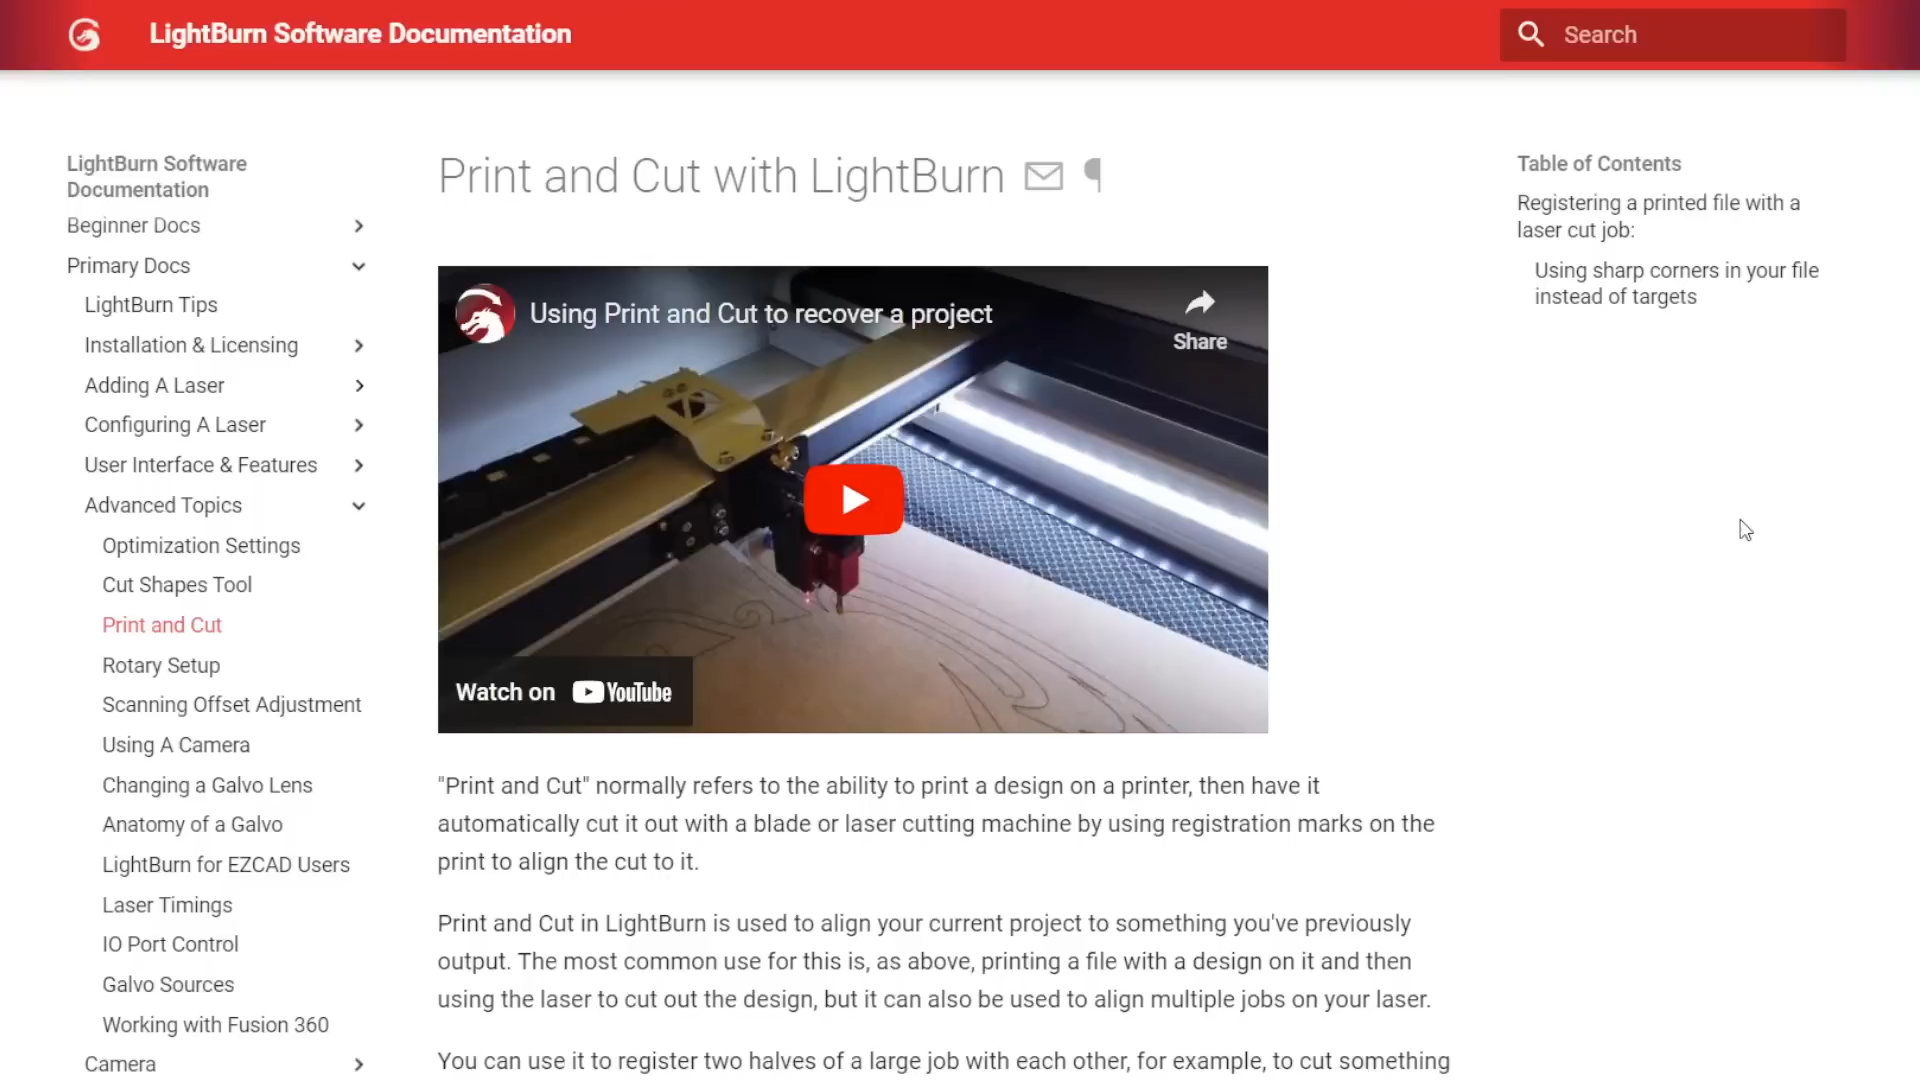 LightBurn Software Documentation
Search
LightBurn Software
Documentation
Beginner Docs
Primary Docs
LightBurn Tips
Installation & Licensing
Adding A Laser
Configuring A Laser
User Interface & Features
Advanced Topics
Optimization Settings
Cut Shapes Tool
Print and Cut
Rotary Setup
Scanning Offset Adjustment
Using A Camera
Changing a Galvo Lens
Anatomy of a Galvo
LightBurn for EZCAD Users
Laser Timings
IO Port Control
Galvo Sources
Working with Fusion 360
Camera
Print and Cut with LightBurn ¶
Using Print and Cut to recover a project
Share
Watch on YouTube
"Print and Cut" normally refers to the ability to print a design on a printer, then have it
automatically cut it out with a blade or laser cutting machine by using registration marks on the
print to align the cut to it.
Print and Cut in LightBurn is used to align your current project to something you've previously
output. The most common use for this is, as above, printing a file with a design on it and then
using the laser to cut out the design, but it can also be used to align multiple jobs on your laser.
You can use it to register two halves of a large job with each other, for example, to cut something
Table of Contents
Registering a printed file with a
laser cut job:
Using sharp corners in your file
instead of targets